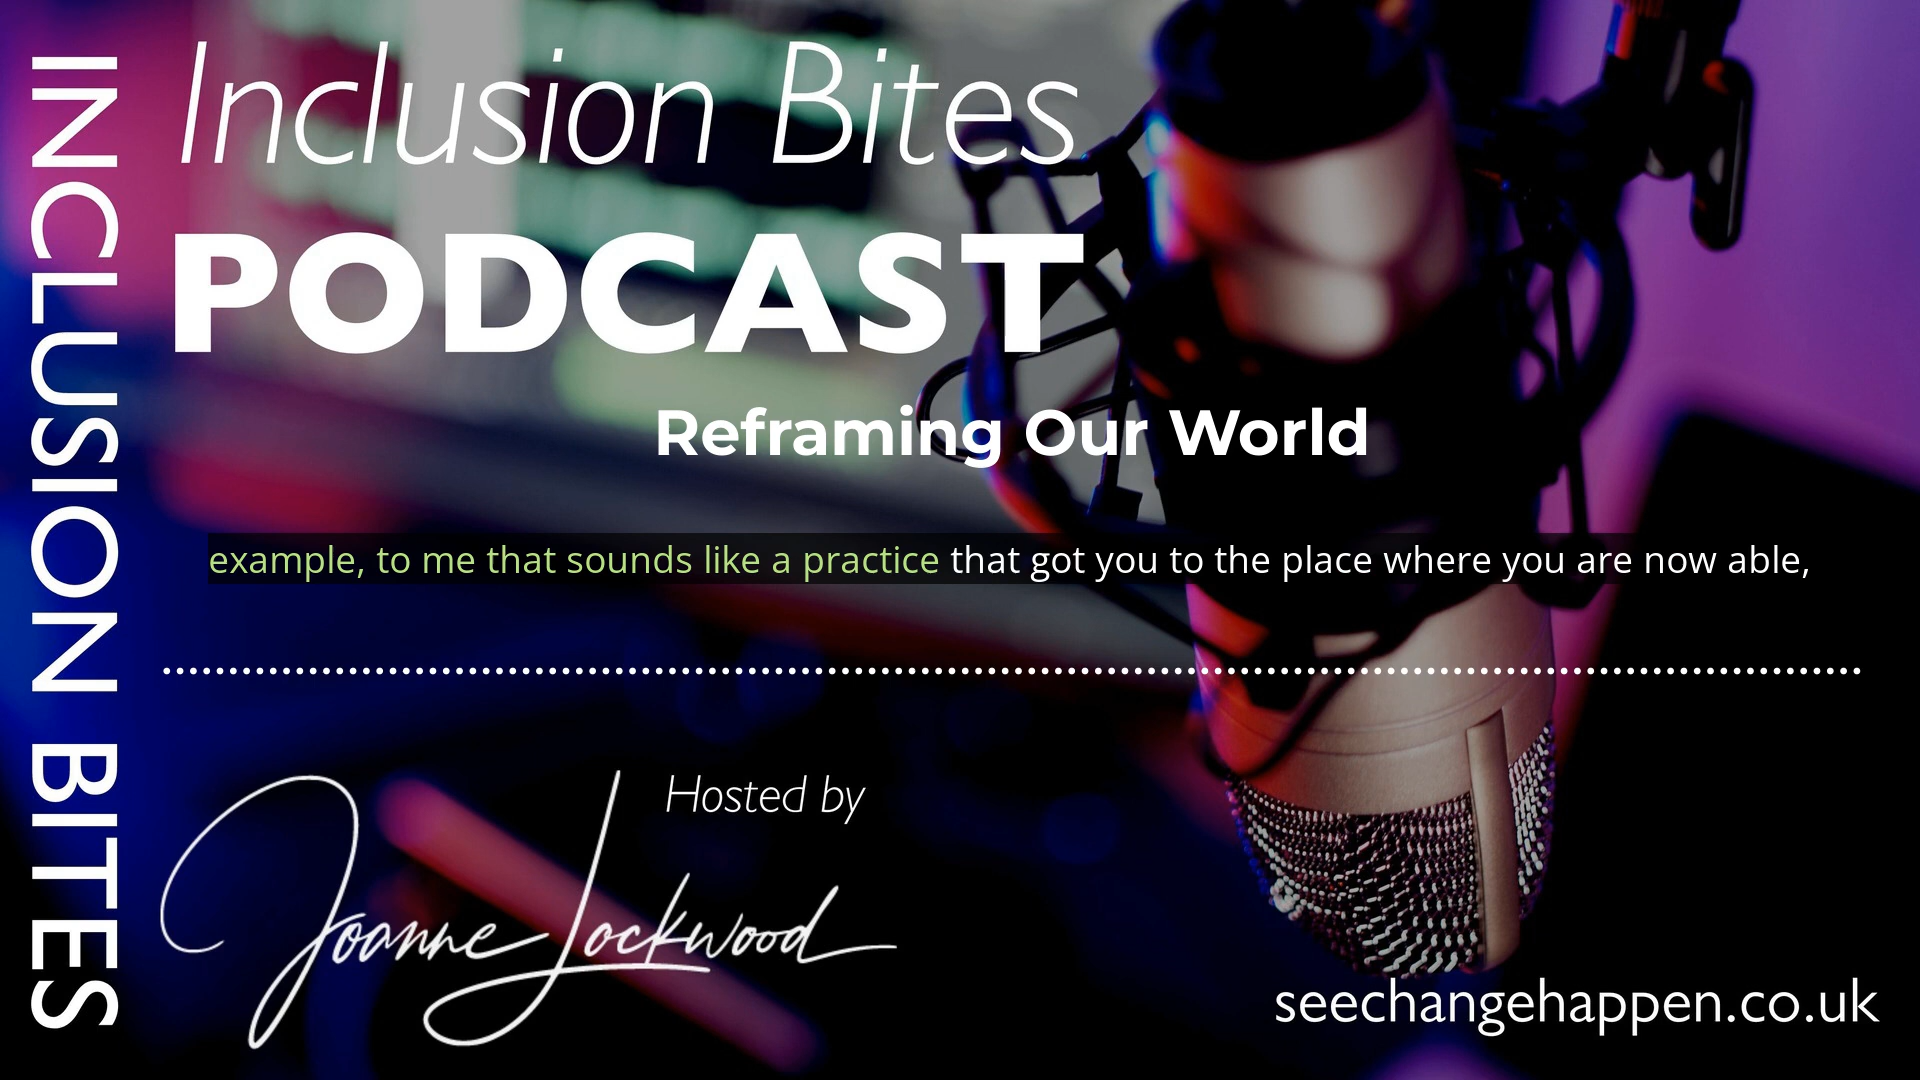 INCLUSION BITES
Inclusion Bites
PODCAST
Reframing Our World
example, to me that sounds like a practice that got you to the place where you are now able,
Hosted by
Joanne Lockwood
seechangehappen.co.uk